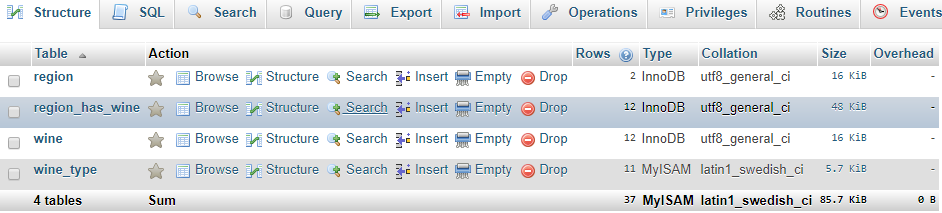 Structure SQL Search Query Export Import Operations Privileges Routines Events
Table Action Rows Type Collation Size Overhead
region Browse Structure Search Insert Empty Drop 2 InnoDB utf8_general_ci 16 KiB -
region_has_wine Browse Structure Search Insert Empty Drop 12 InnoDB utf8_general_ci 48 KiB -
wine Browse Structure Search Insert Empty Drop 12 InnoDB utf8_general_ci 16 KiB -
wine_type Browse Structure Search Insert Empty Drop 11 MyISAM latin1_swedish_ci 5.7 KiB -
4 tables Sum 37 MyISAM latin1_swedish_ci 85.7 KiB 0 B